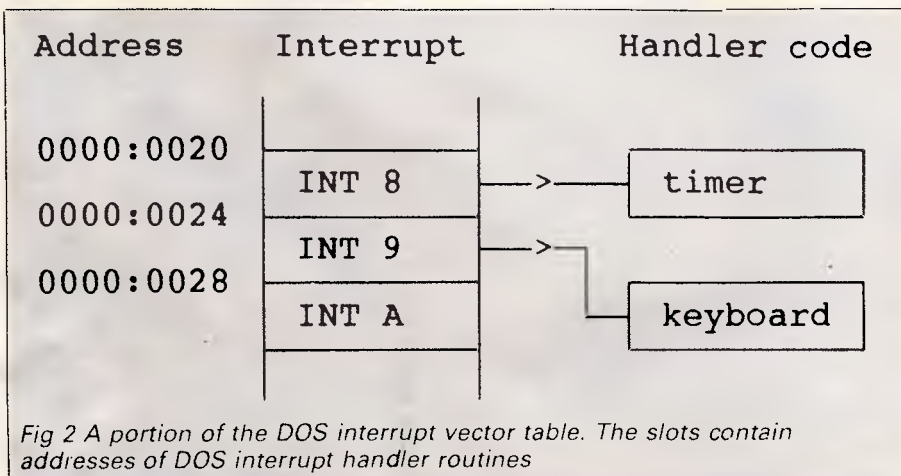 Address Interrupt Handler code
0000:0020
INT 8 > timer
0000:0024
INT 9 >
0000:0028
INT A keyboard
Fig 2 A portion of the DOS interrupt vector table. The slots contain
addresses of DOS interrupt handler routines